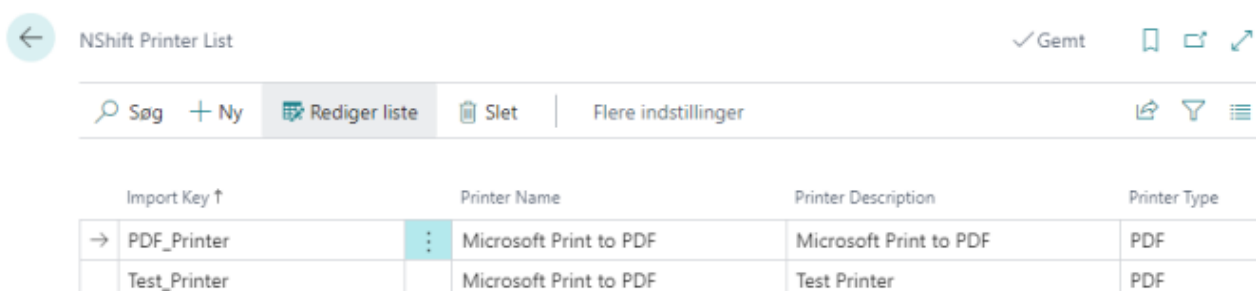 NShift Printer List
Gemt
Søg Ny Rediger liste Slet Flere indstillinger
Import Key ↑ Printer Name Printer Description Printer Type
PDF_Printer Microsoft Print to PDF Microsoft Print to PDF PDF
Test_Printer Microsoft Print to PDF Test Printer PDF